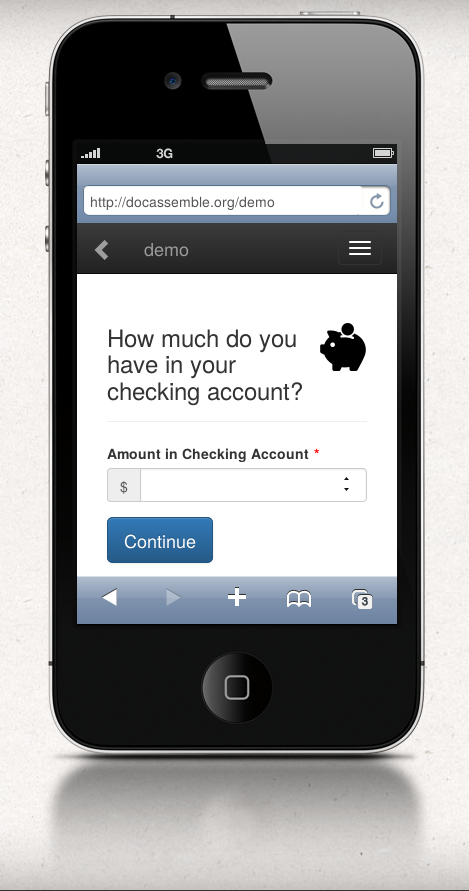 3G
http://docassemble.org/demo
demo
How much do you
have in your
checking account?
Amount in Checking Account *
$
Continue
3